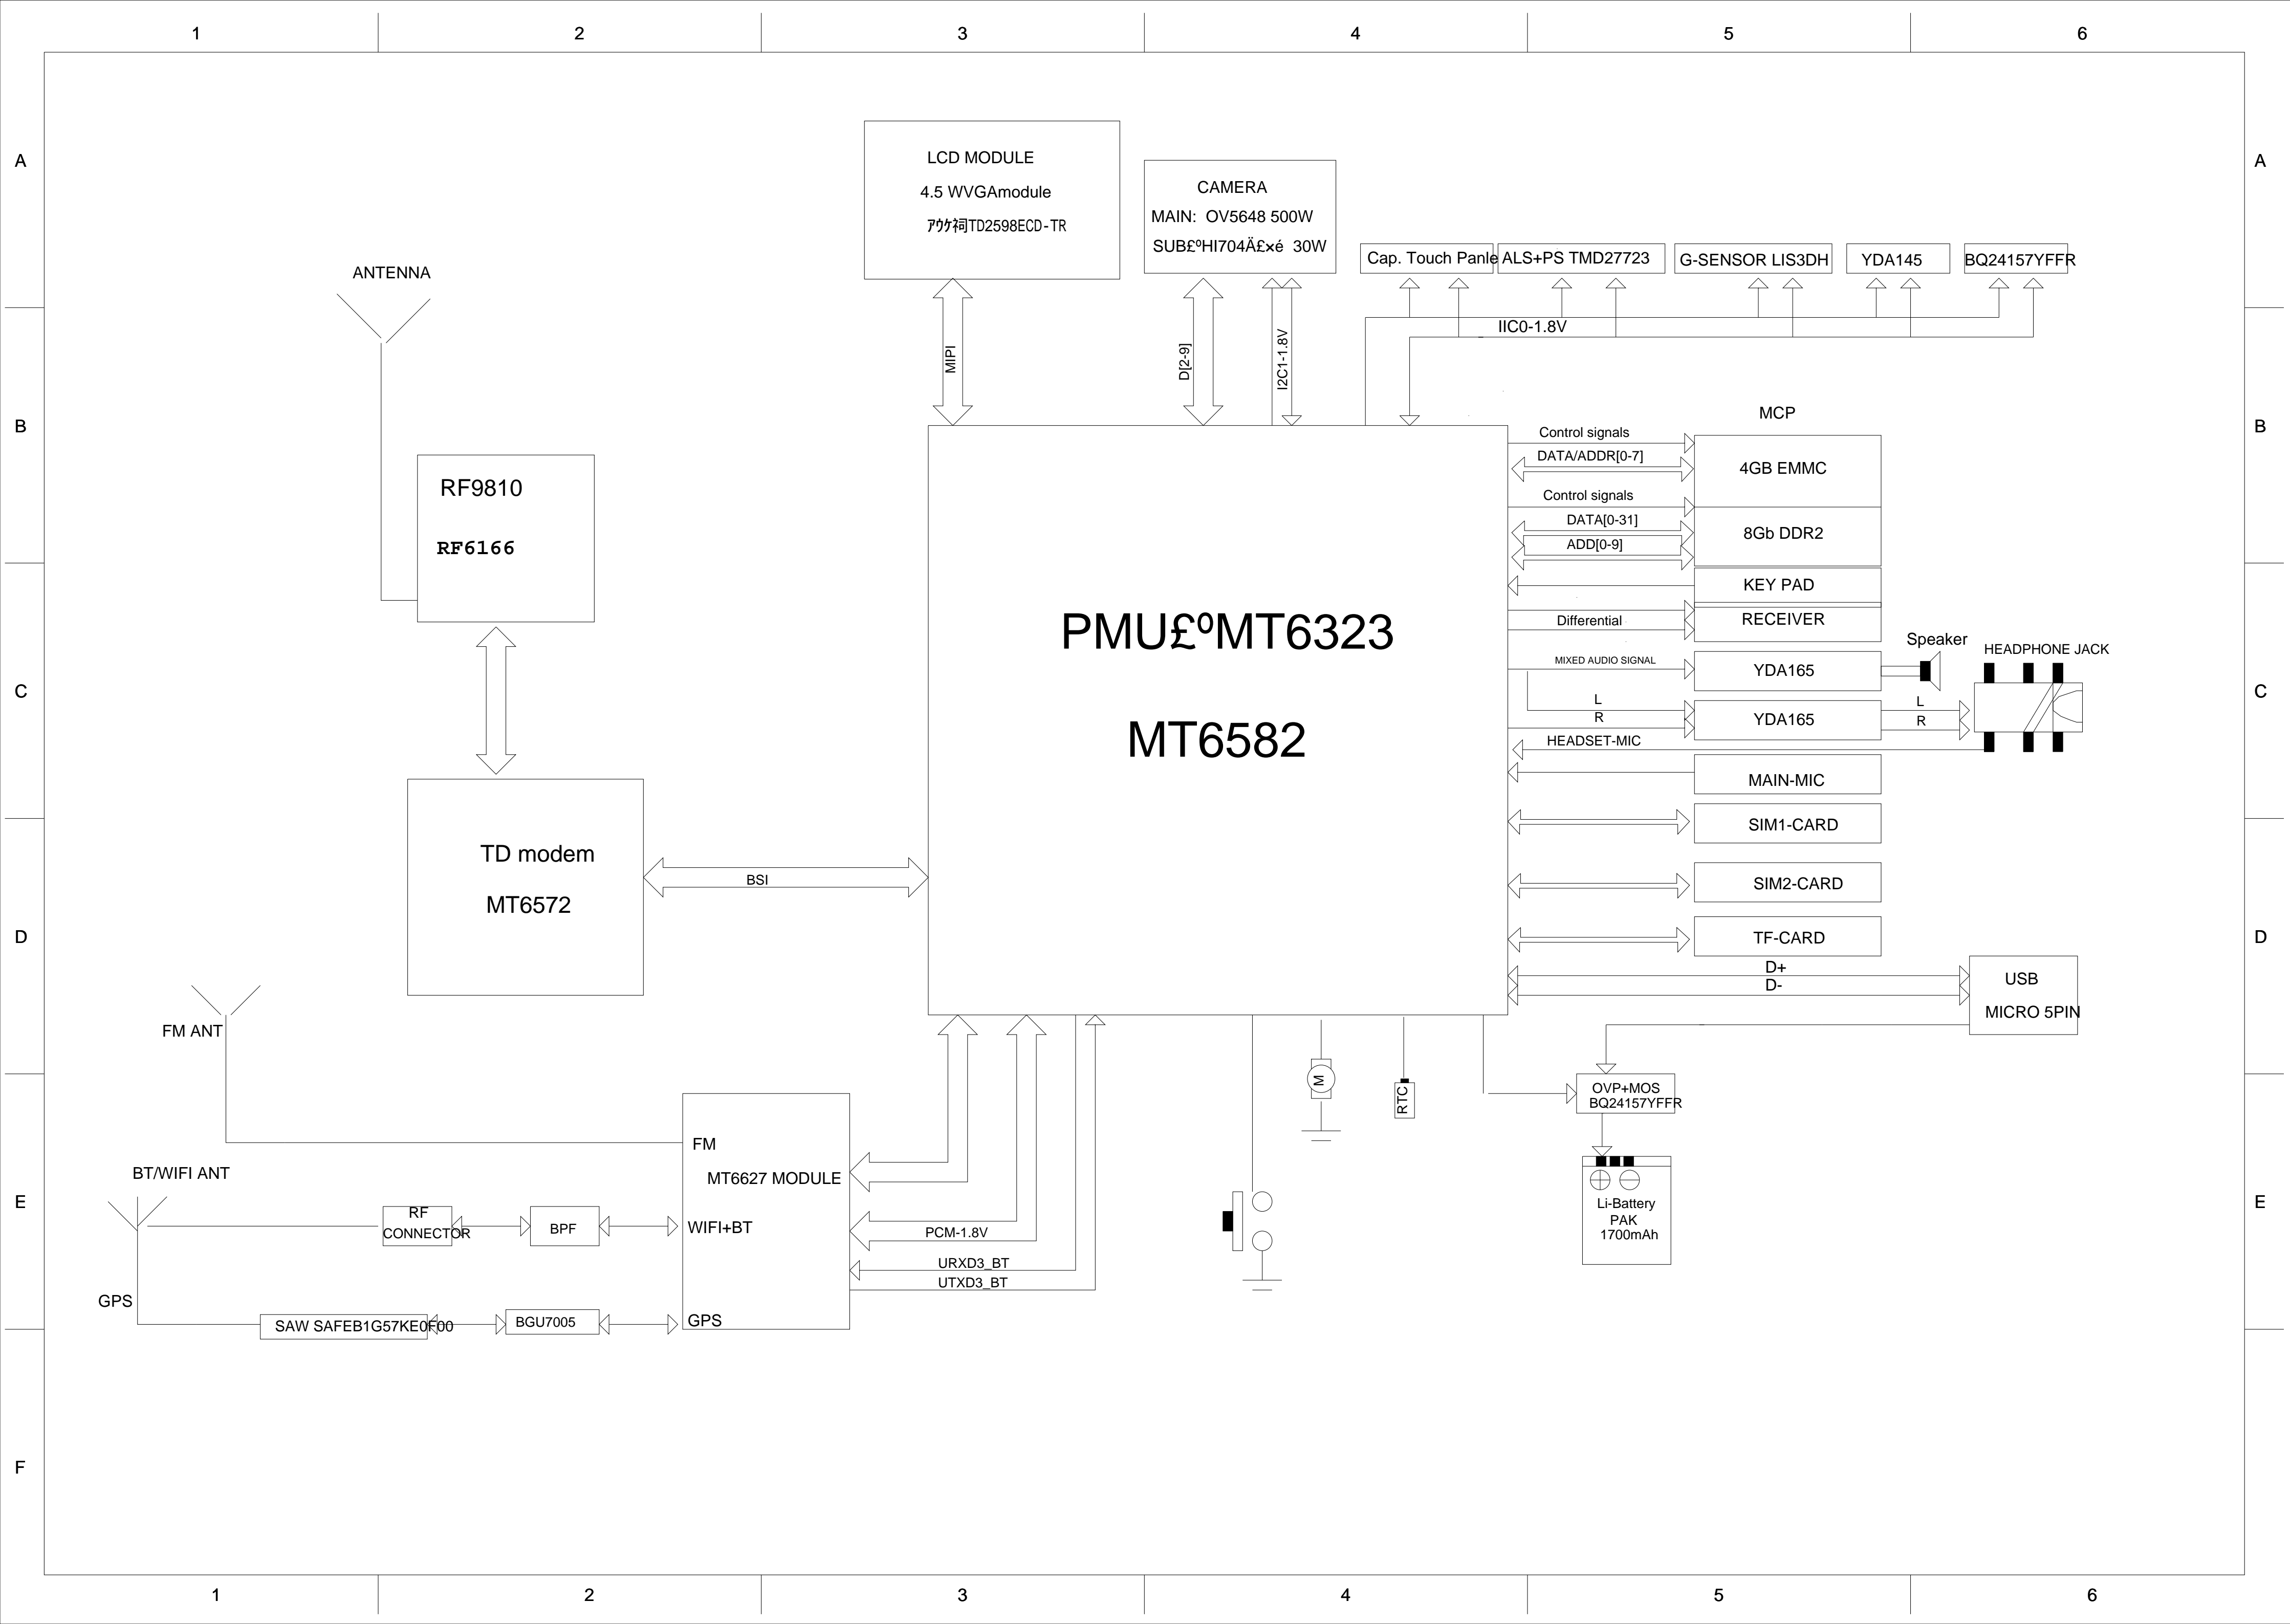 1 2 3 4 5 6
A A
LCD MODULE
4.5 WVGAmodule
ｱｳｹ祠TD2598ECD-TR
CAMERA
MAIN: OV5648 500W
SUB£ºHI704Ä£×é 30W
ANTENNA
Cap. Touch Panle
ALS+PS TMD27723
G-SENSOR LIS3DH
YDA145
BQ24157YFFR
IIC0-1.8V
MIPI
D[2-9]
I2C1-1.8V
B B
MCP
Control signals
DATA/ADDR[0-7]
4GB EMMC
Control signals
DATA[0-31]
ADD[0-9]
8Gb DDR2
RF9810
RF6166
KEY PAD
Differential
RECEIVER
PMU£ºMT6323
MT6582
C C
MIXED AUDIO SIGNAL
YDA165
Speaker
HEADPHONE JACK
L
R
YDA165
L
R
HEADSET-MIC
MAIN-MIC
SIM1-CARD
SIM2-CARD
TF-CARD
TD modem
MT6572
BSI
D D
D+
D-
USB
MICRO 5PIN
FM ANT
M
RTC
OVP+MOS
BQ24157YFFR
FM
MT6627 MODULE
BT/WIFI ANT
E E
Li-Battery
PAK
1700mAh
RF
CONNECTOR
BPF
WIFI+BT
PCM-1.8V
URXD3_BT
UTXD3_BT
GPS
SAW SAFEB1G57KE0F00
BGU7005
GPS
F
1 2 3 4 5 6